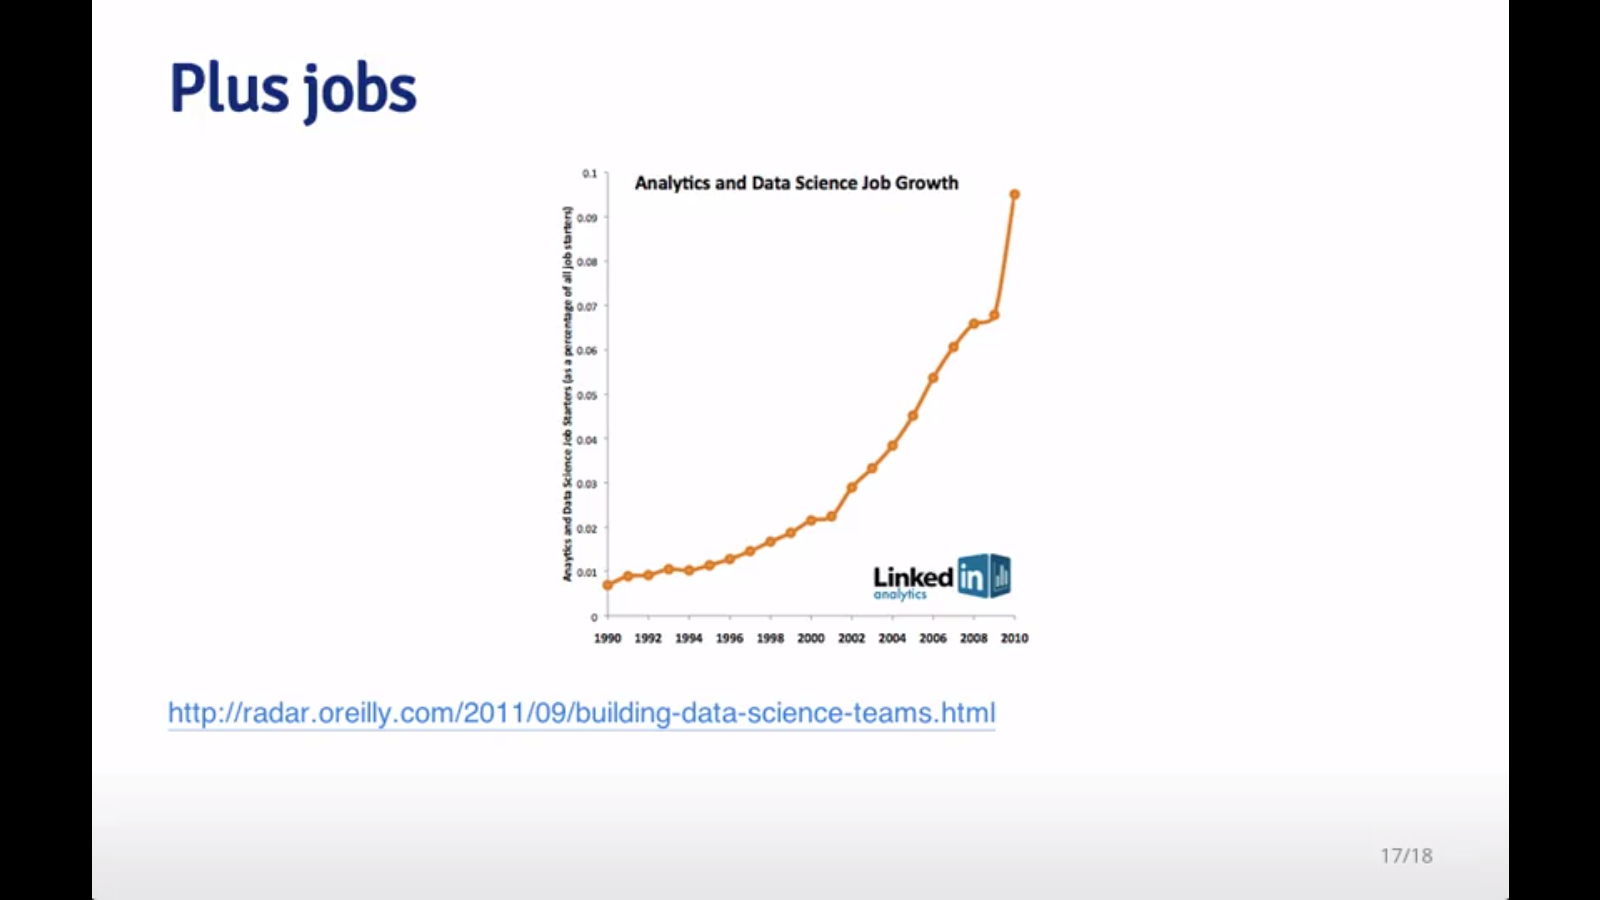 Plus jobs
Analytics and Data Science Job Growth
Anaytics and Data Science Job Starters (as a percentage of all job starters)
0.1
0.09
0.08
0.07
0.06
0.05
0.04
0.03
0.02
0.01
0
1990 1992 1994 1996 1998 2000 2002 2004 2006 2008 2010
Linked in
analytics
http://radar.oreilly.com/2011/09/building-data-science-teams.html
17/18